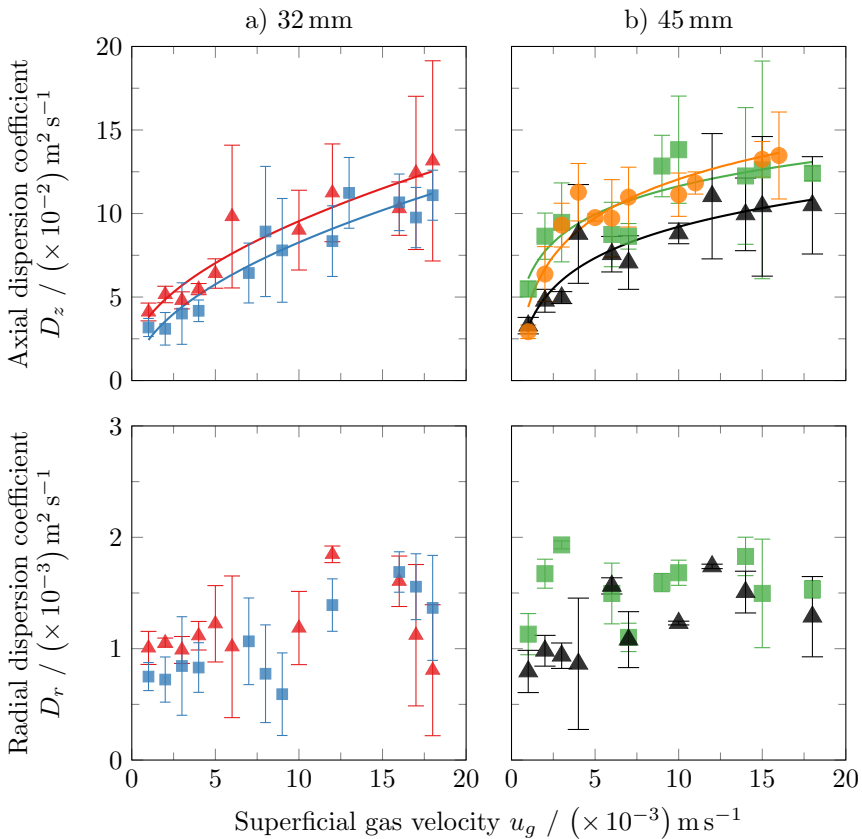 a) 32 mm
b) 45 mm
Axial dispersion coefficient
D_z / (× 10⁻²) m² s⁻¹
20
15
10
5
0
Radial dispersion coefficient
D_r / (× 10⁻³) m² s⁻¹
3
2
1
0
0 5 10 15 20
0 5 10 15 20
Superficial gas velocity u_g / (× 10⁻³) m s⁻¹